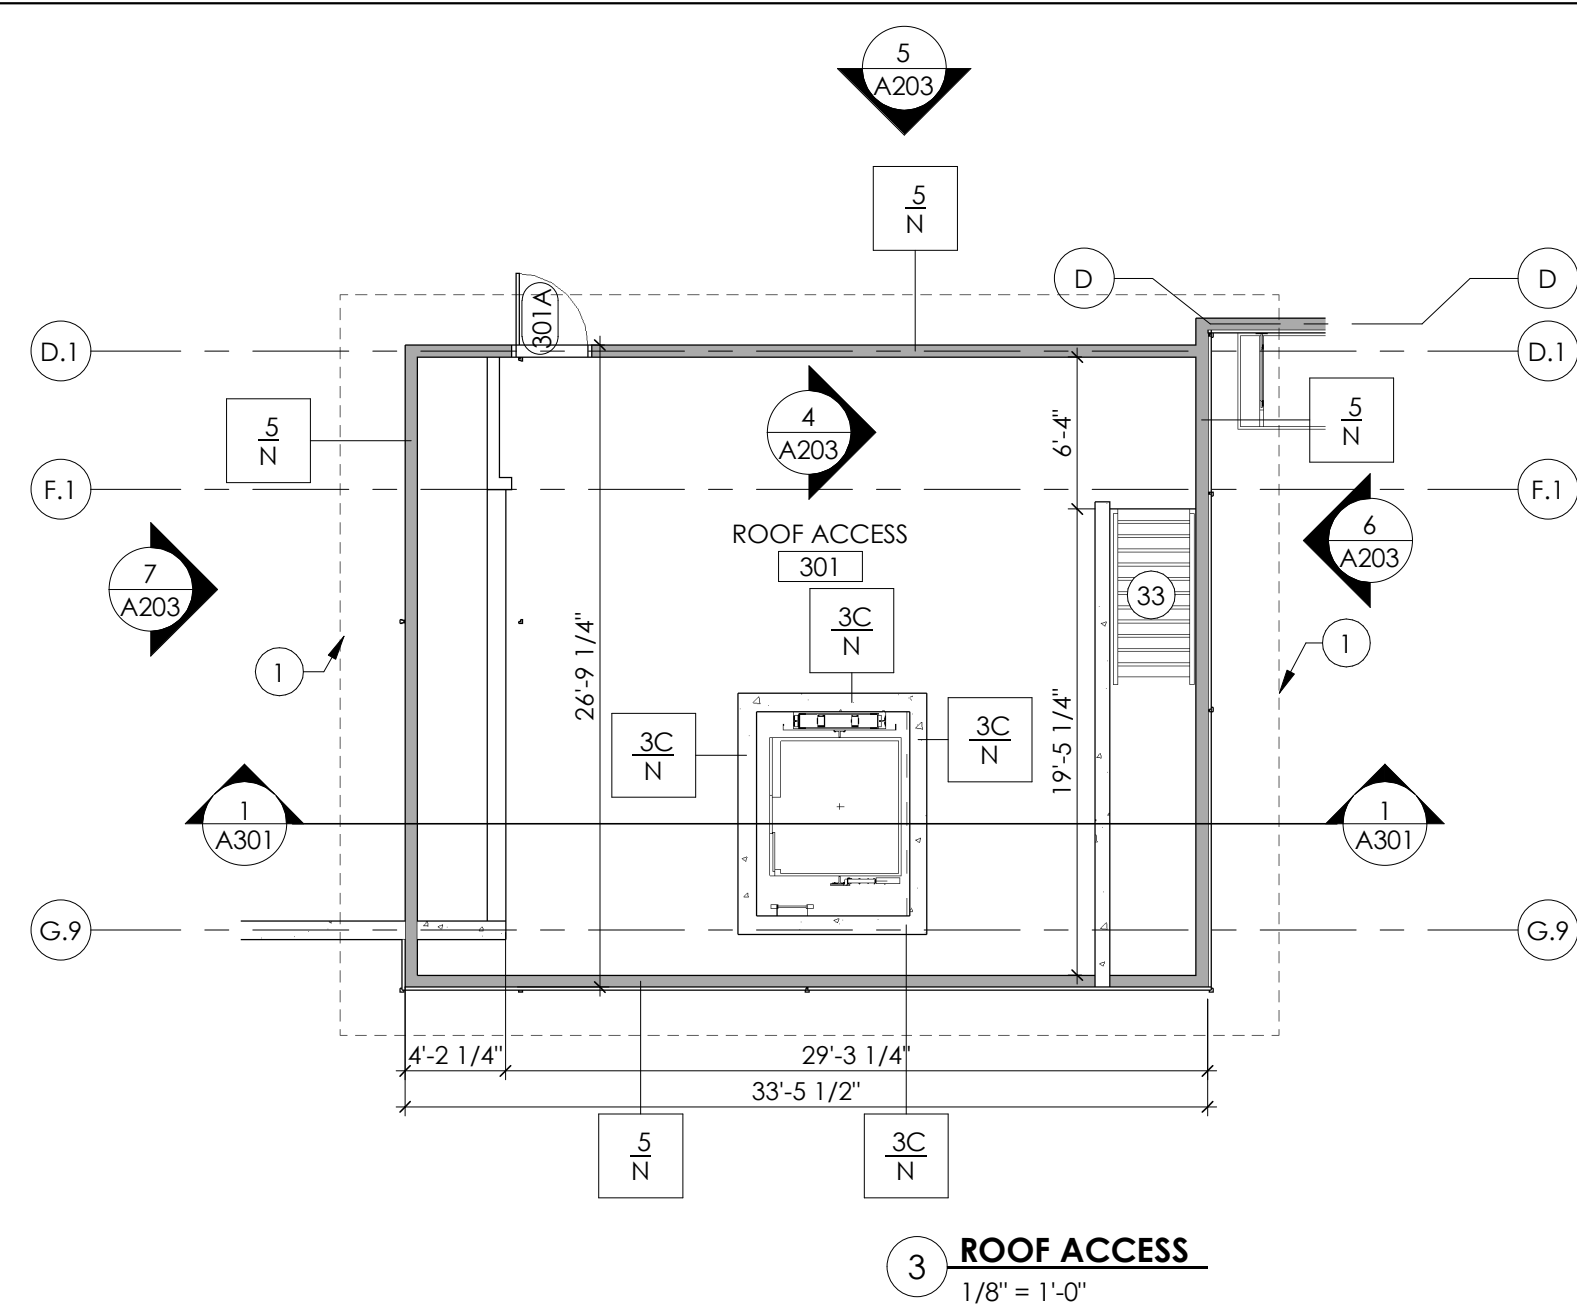 5
A203
5
N
D
D
301A
D.1
D.1
5
N
4
A203
6'-4"
5
N
F.1
F.1
7
A203
ROOF ACCESS
301
6
A203
33
3C
N
26'-9 1/4"
1
1
3C
N
3C
N
19'-5 1/4"
1
A301
1
A301
G.9
G.9
4'-2 1/4"
29'-3 1/4"
33'-5 1/2"
5
N
3C
N
3
ROOF ACCESS
1/8" = 1'-0"